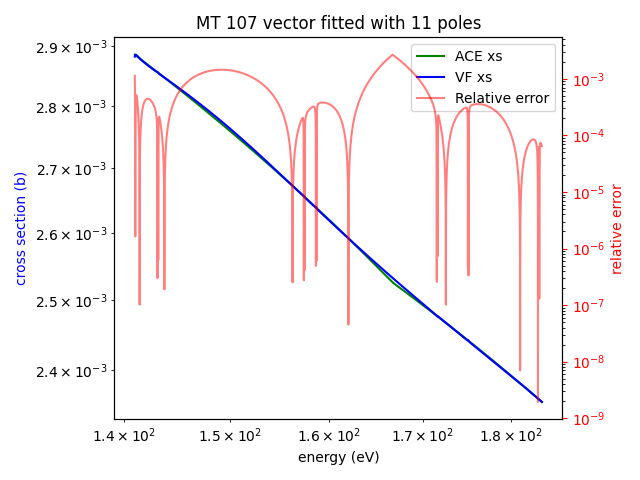 MT 107 vector fitted with 11 poles
ACE xs
VF xs
Relative error
2.9 × 10⁻³
2.8 × 10⁻³
2.7 × 10⁻³
2.6 × 10⁻³
2.5 × 10⁻³
2.4 × 10⁻³
cross section (b)
10⁻³
10⁻⁴
10⁻⁵
10⁻⁶
10⁻⁷
10⁻⁸
10⁻⁹
relative error
1.4 × 10² 1.5 × 10² 1.6 × 10² 1.7 × 10² 1.8 × 10²
energy (eV)